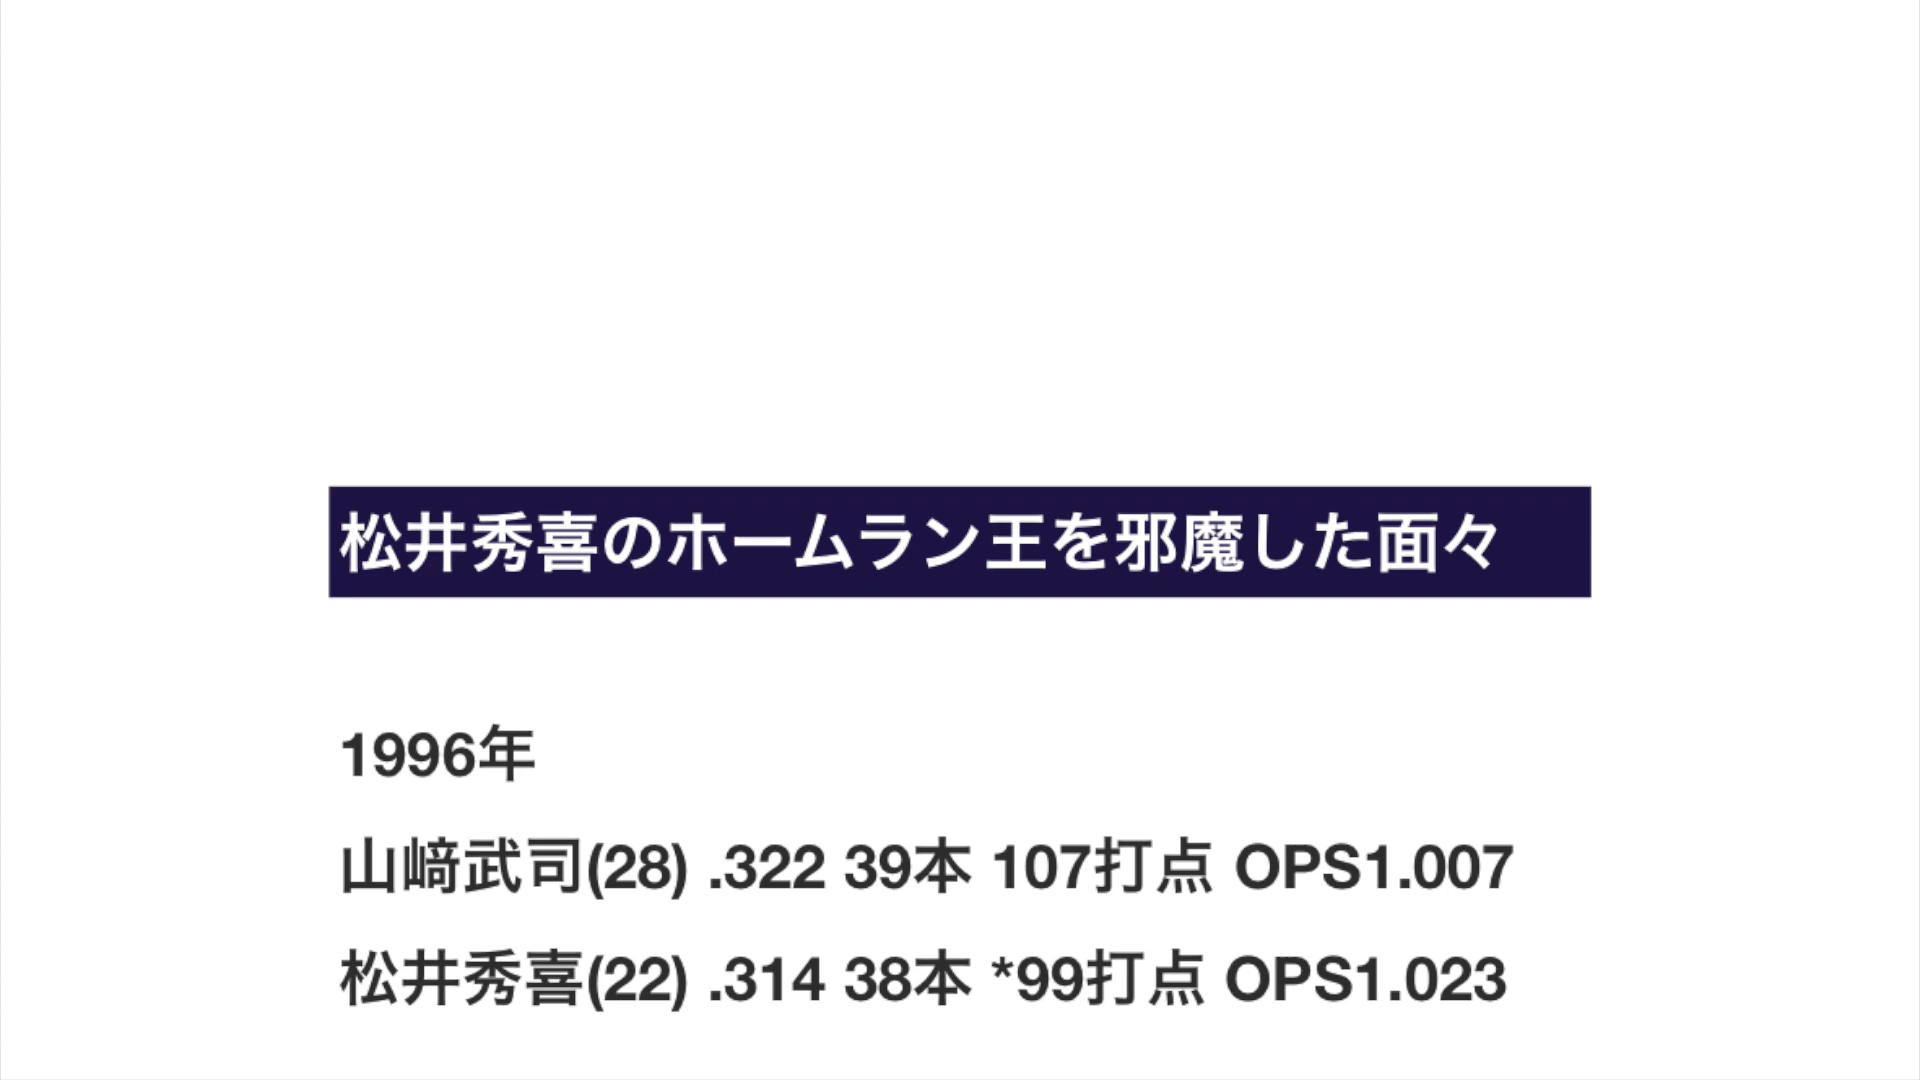 松井秀喜のホームラン王を邪魔した面々
1996年
山﨑武司(28) .322 39本 107打点 OPS1.007
松井秀喜(22) .314 38本 *99打点 OPS1.023